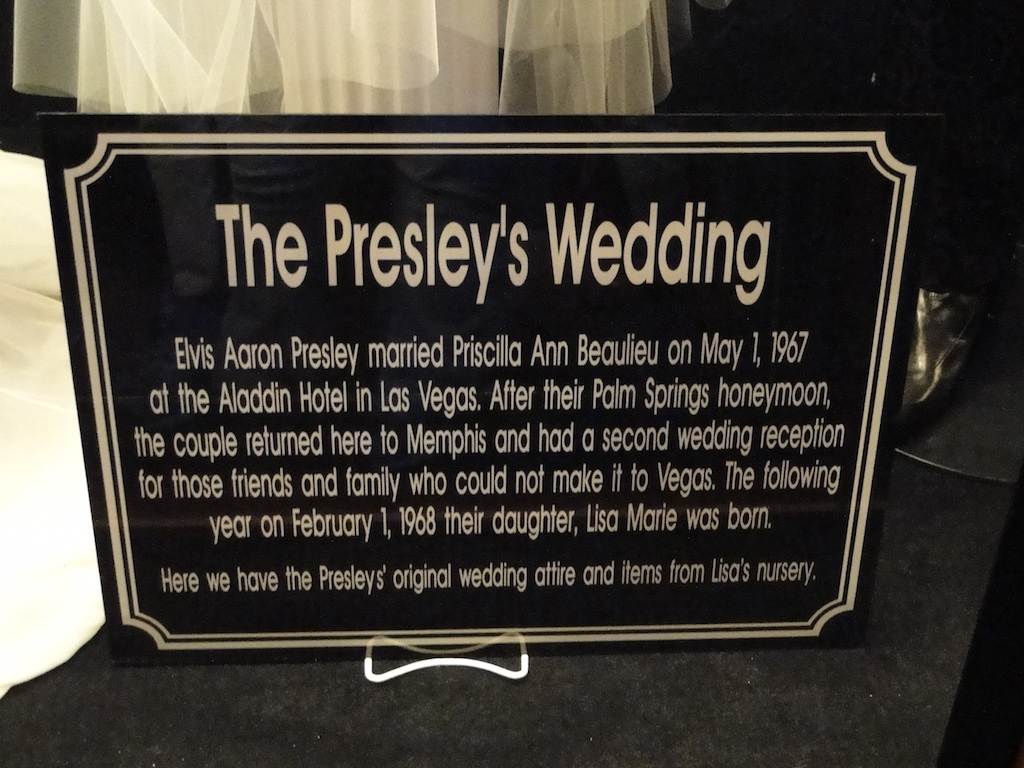 The Presley's Wedding
Elvis Aaron Presley married Priscilla Ann Beaulieu on May 1, 1967
at the Aladdin Hotel in Las Vegas. After their Palm Springs honeymoon,
the couple returned here to Memphis and had a second wedding reception
for those friends and family who could not make it to Vegas. The following
year on February 1, 1968 their daughter, Lisa Marie was born.
Here we have the Presleys' original wedding attire and items from Lisa's nursery.